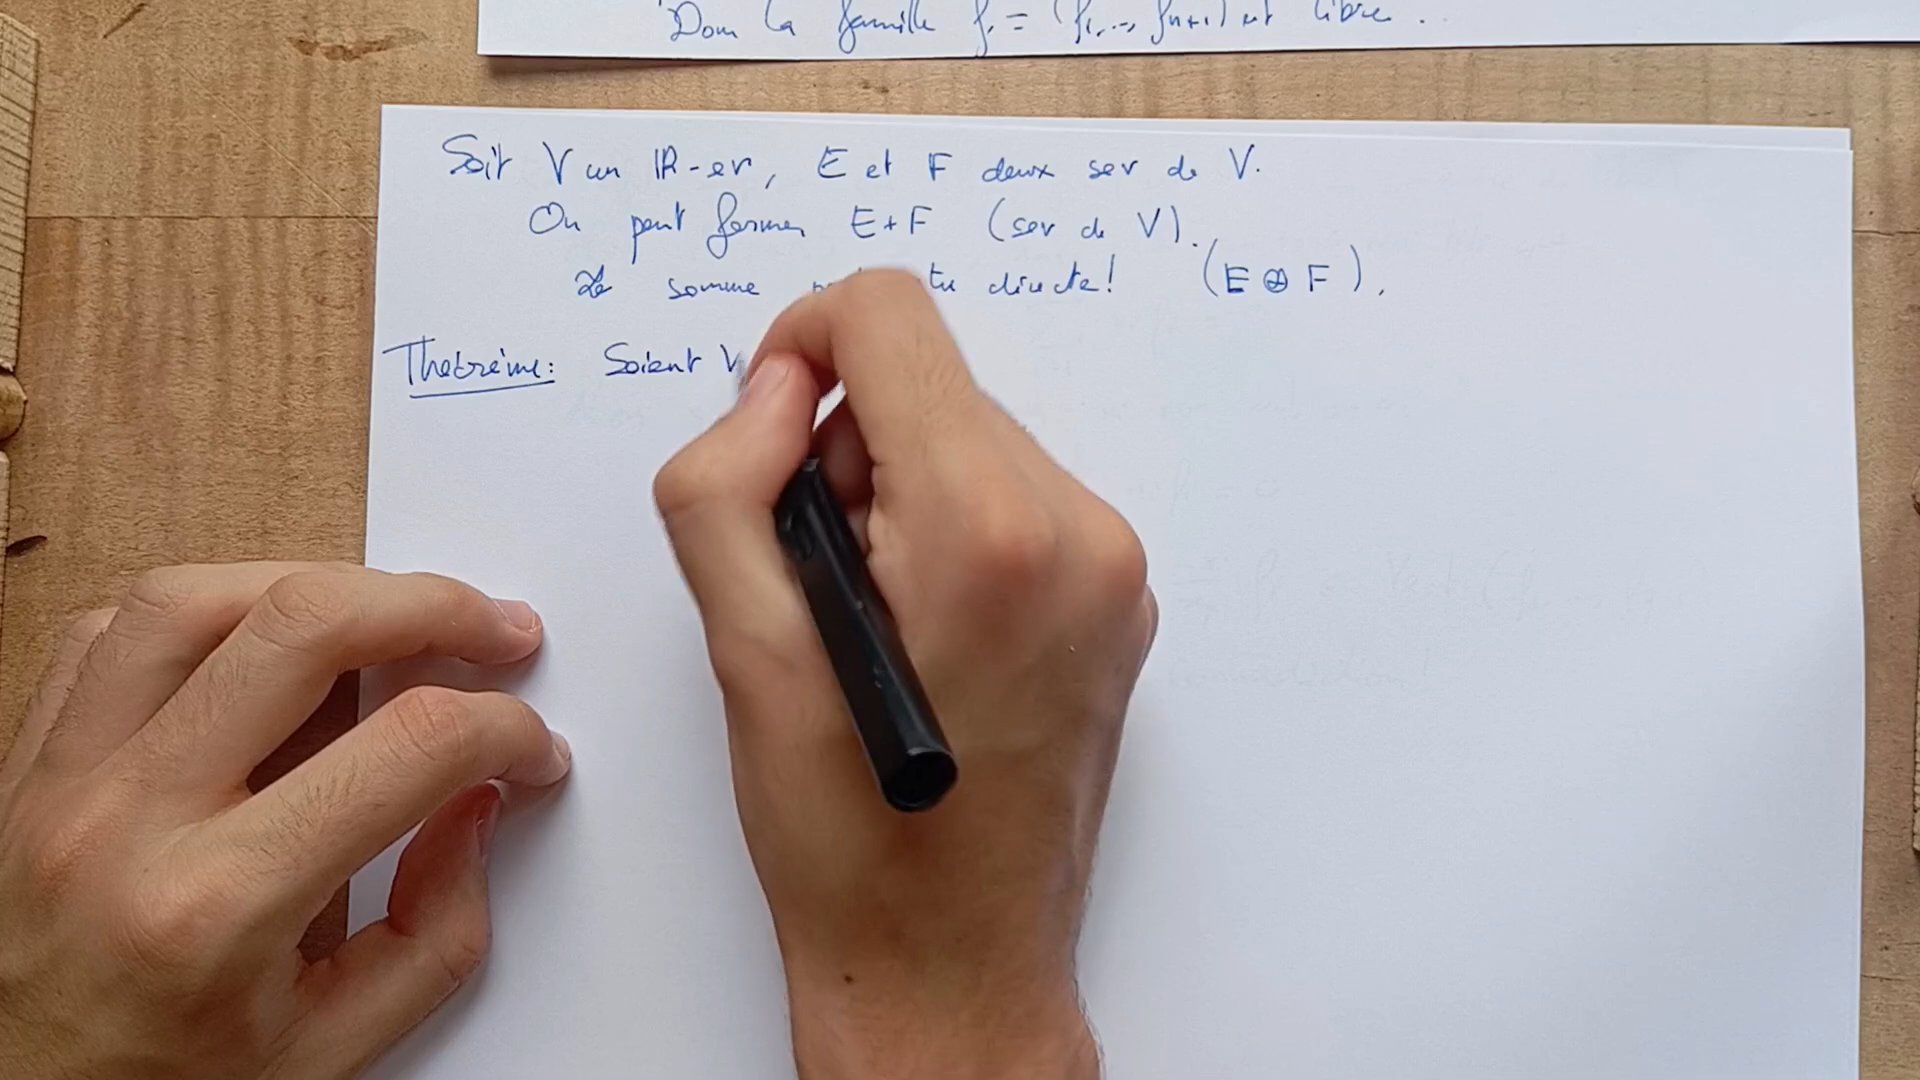 Donc la famille f = (f1, ..., fn+1) est libre.
Soit V un IR-ev, E et F deux sev de V.
On peut former E+F (sev de V).
La somme directe! (E ⊕ F).
Théorème: Soient V